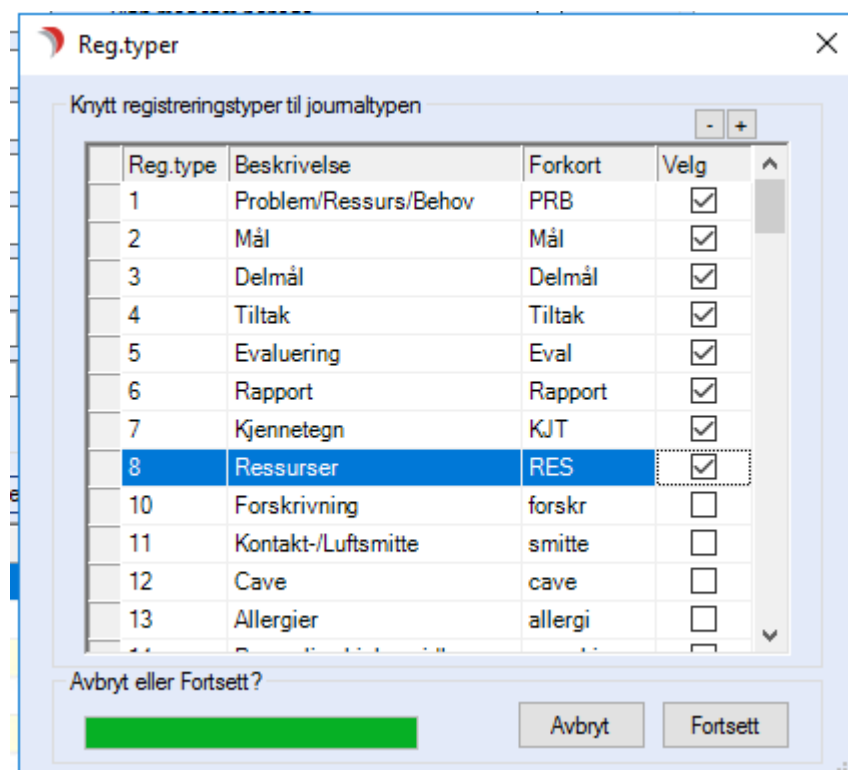 Reg.typer
Knytt registreringstyper til journaltypen
- +
Reg.type Beskrivelse Forkort Velg
1 Problem/Ressurs/Behov PRB
2 Mål Mål
3 Delmål Delmål
4 Tiltak Tiltak
5 Evaluering Eval
6 Rapport Rapport
7 Kjennetegn KJT
8 Ressurser RES
10 Forskrivning forskr
11 Kontakt-/Luftsmitte smitte
12 Cave cave
13 Allergier allergi
Avbryt eller Fortsett?
Avbryt Fortsett